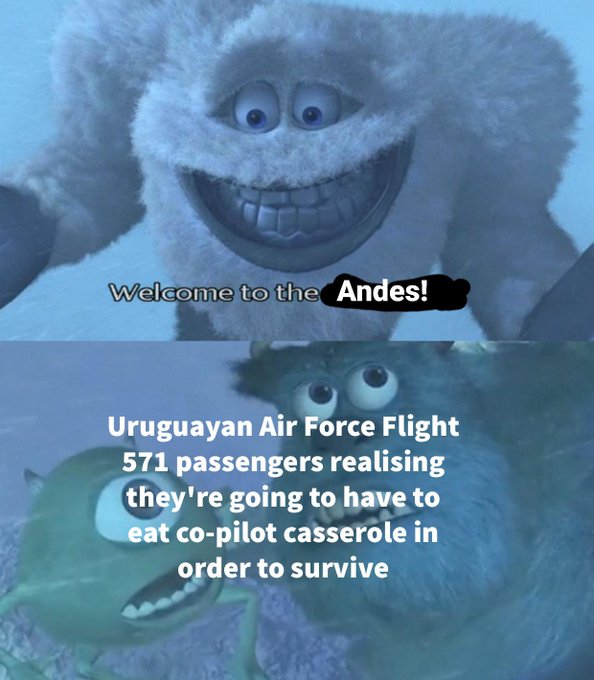 Welcome to the Andes!
Uruguayan Air Force Flight
571 passengers realising
they're going to have to
eat co-pilot casserole in
order to survive